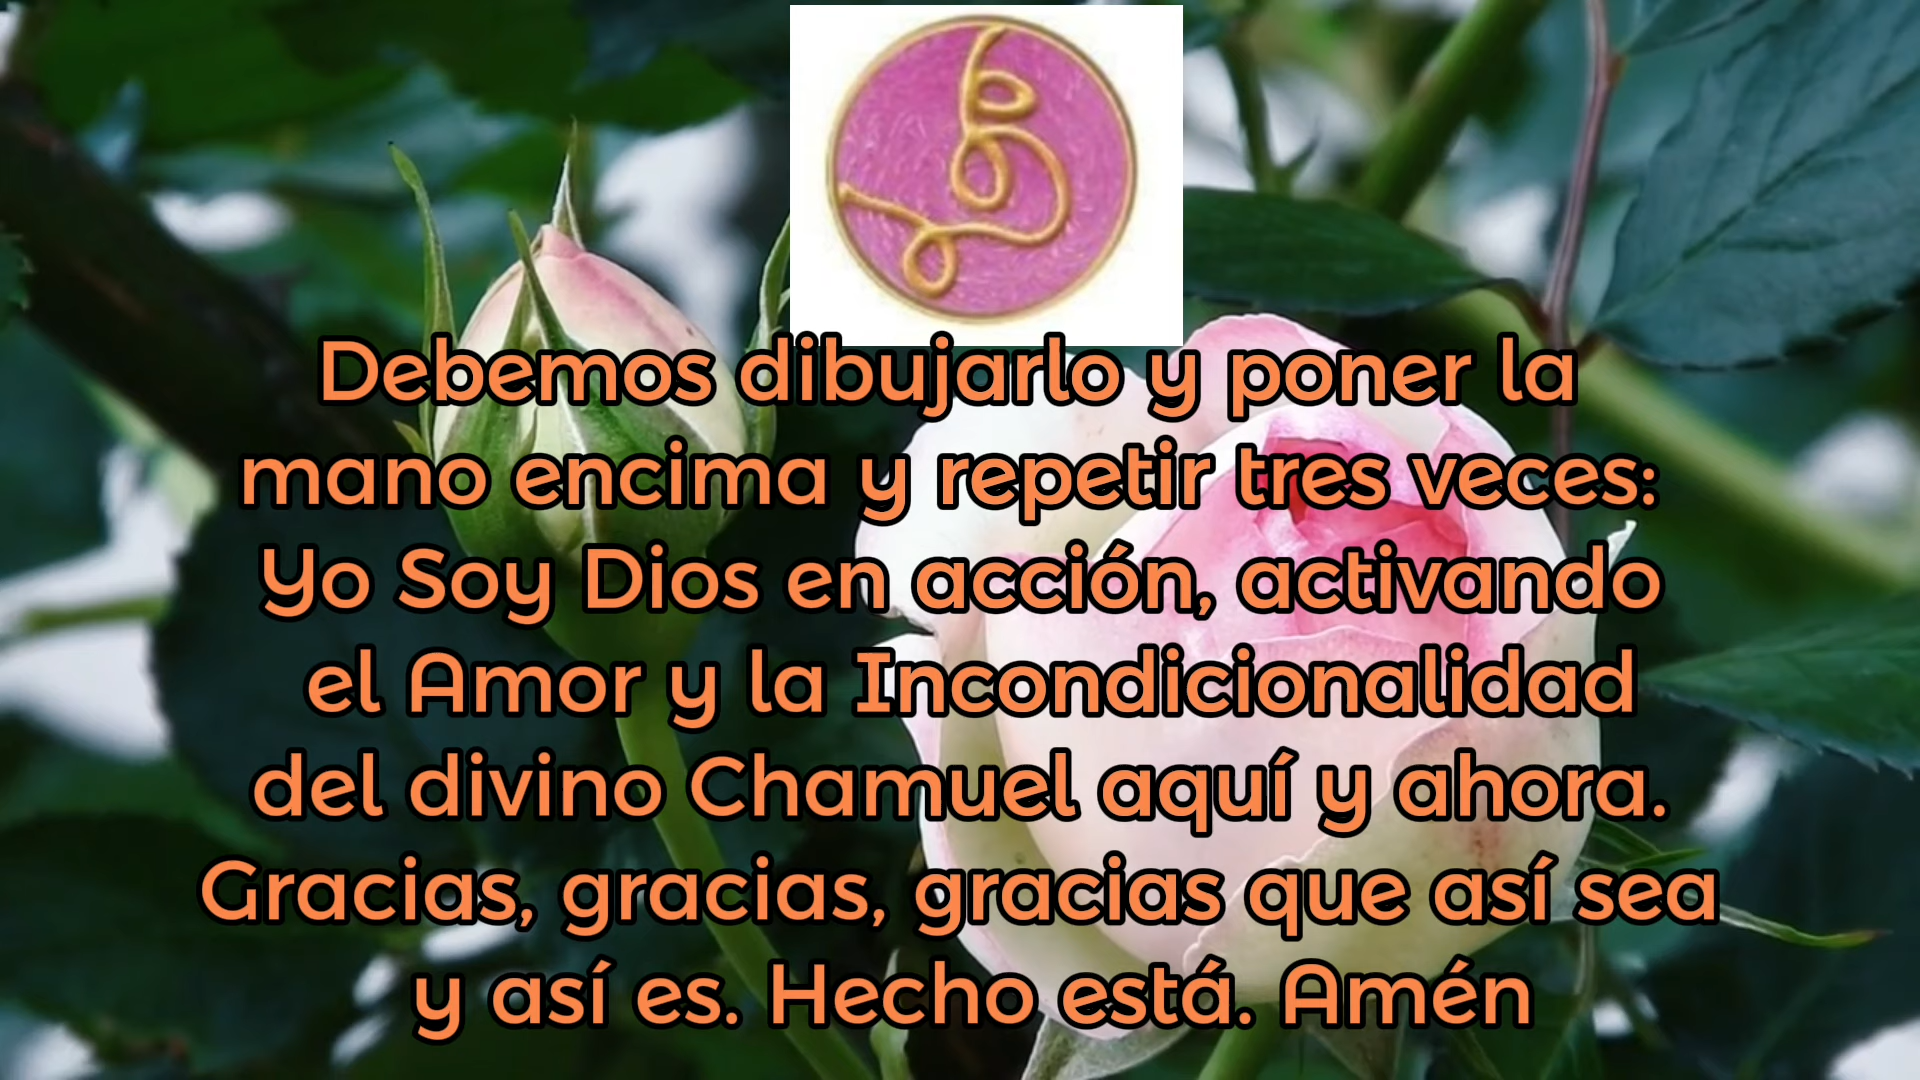 Debemos dibujarlo y poner la
mano encima y repetir tres veces:
Yo Soy Dios en acción, activando
el Amor y la Incondicionalidad
del divino Chamuel aquí y ahora.
Gracias, gracias, gracias que así sea
y así es. Hecho está. Amén